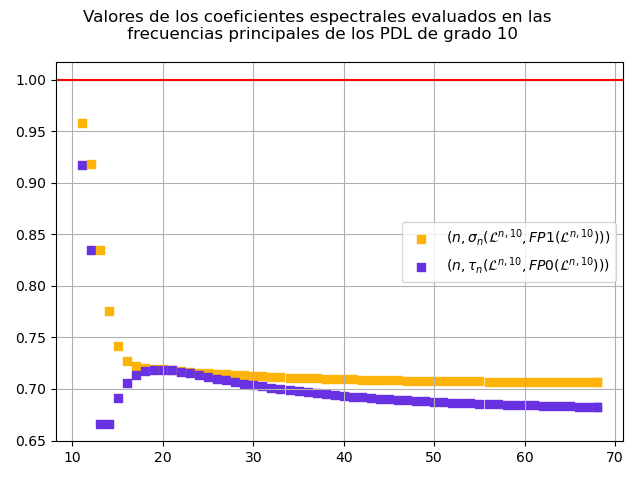 Valores de los coeficientes espectrales evaluados en las
frecuencias principales de los PDL de grado 10
1.00
0.95
0.90
0.85
0.80
0.75
0.70
0.65
(n, σₙ(ℒⁿ,¹⁰, FP1(ℒⁿ,¹⁰)))
(n, τₙ(ℒⁿ,¹⁰, FP0(ℒⁿ,¹⁰)))
10 20 30 40 50 60 70